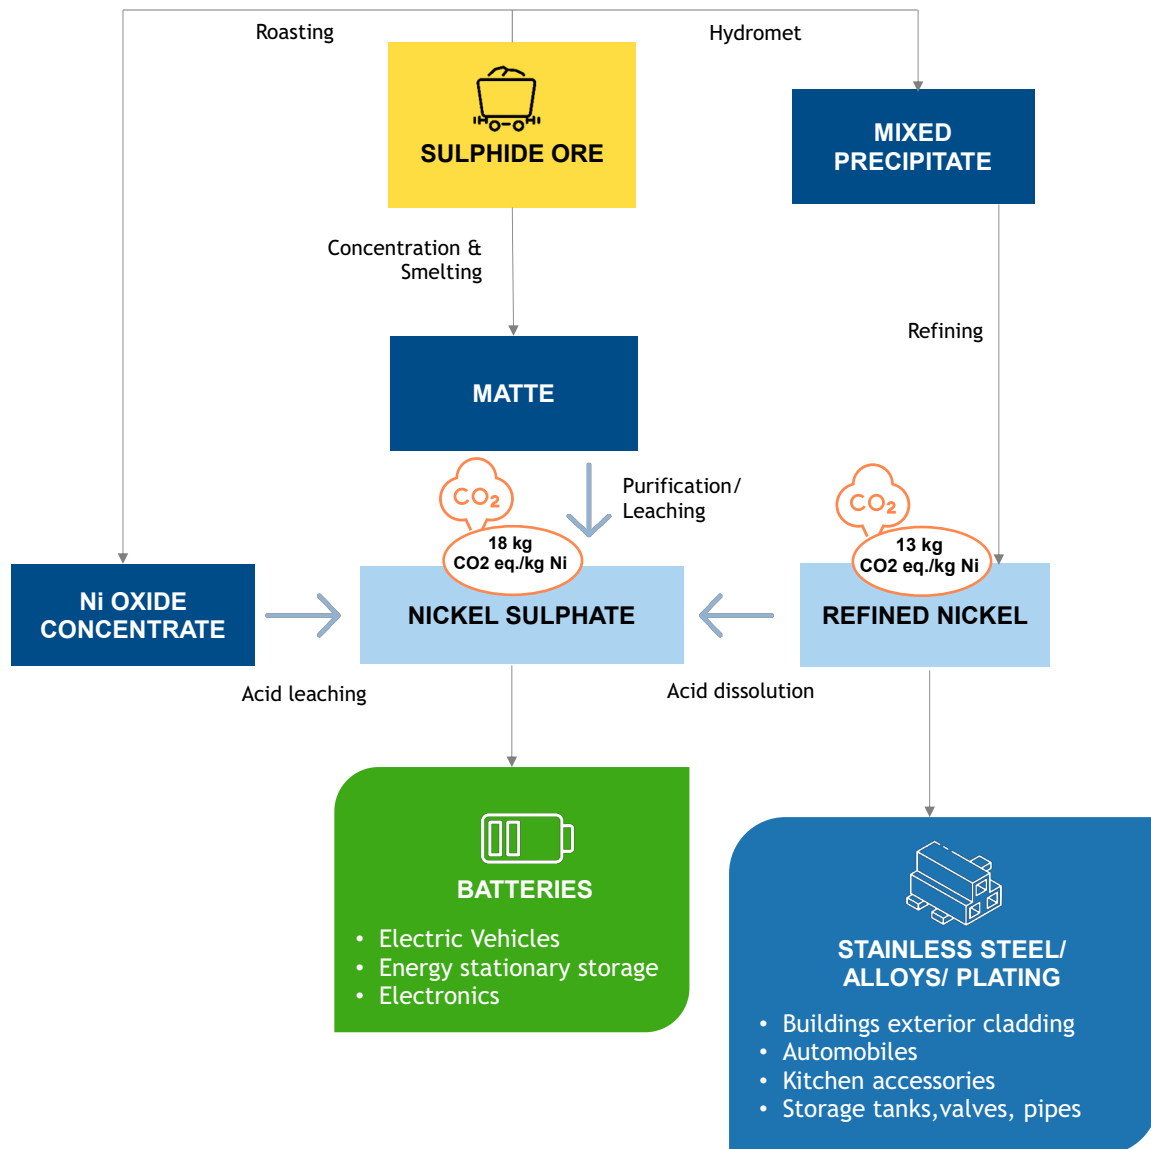 Roasting
Hydromet
SULPHIDE ORE
MIXED
PRECIPITATE
Concentration &
Smelting
Refining
MATTE
Purification/
Leaching
CO2
18 kg
CO2 eq./kg Ni
CO2
13 kg
CO2 eq./kg Ni
Ni OXIDE
CONCENTRATE
NICKEL SULPHATE
REFINED NICKEL
Acid leaching
Acid dissolution
BATTERIES
• Electric Vehicles
• Energy stationary storage
• Electronics
STAINLESS STEEL/
ALLOYS/ PLATING
• Buildings exterior cladding
• Automobiles
• Kitchen accessories
• Storage tanks,valves, pipes